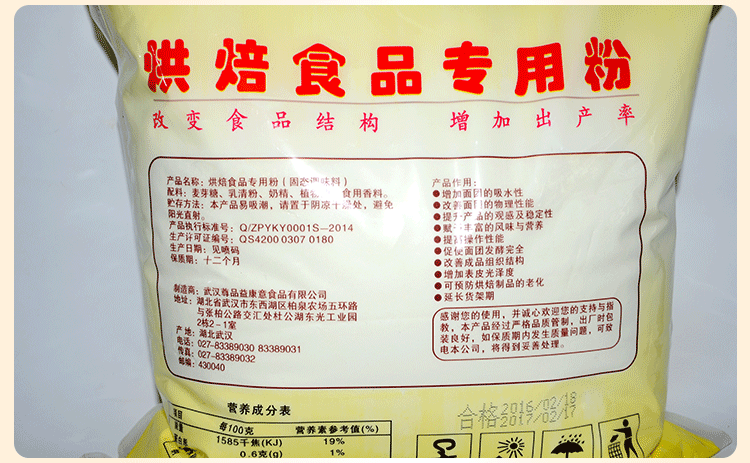 烘焙食品专用粉
改变食品结构 增加出产率
产品名称：烘焙食品专用粉（固态调味料）
配料：麦芽糖、乳清粉、奶精、植物 食用香料。
贮存方法：本产品易吸潮，请置于阴凉干燥处，避免
阳光直射。
产品执行标准号：Q/ZPYKY0001S-2014
生产许可证编号：QS4200 0307 0180
生产日期：见喷码
保质期：十二个月
制造商：武汉尊品益康意食品有限公司
地址：湖北省武汉市东西湖区柏泉农场五环路
与张柏公路交汇处杜公湖东光工业园
2栋2-1室
产地：湖北武汉
电话：027-83389030 83389031
传真：027-83389032
邮编：430040
产品作用：
●增加面团的吸水性
●改善面团的物理性能
●提升产品的观感及稳定性
●赋予丰富的风味与营养
●提高操作性能
●促使面团发酵完全
●改善成品组织结构
●增加表皮光泽度
●可预防烘焙制品的老化
●延长货架期
感谢您的使用，并诚心欢迎您的支持与指
教，本产品经过严格品质管制，出厂时包
装良好，如保质期内发生质量问题，可致
电本公司，将得到妥善处理。
合格2016/02/18
2017/02/17
营养成分表
项目 每100克 营养素参考值(%)
能量 1585千焦(KJ) 19%
蛋白质 0.6克(g) 1%